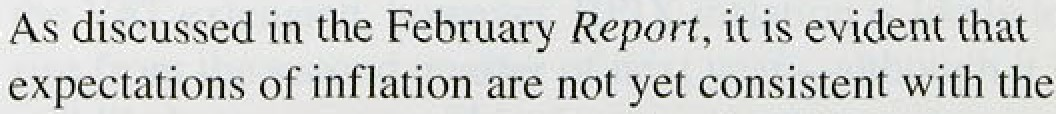 As discussed in the February Report, it is evident that
expectations of inflation are not yet consistent with the